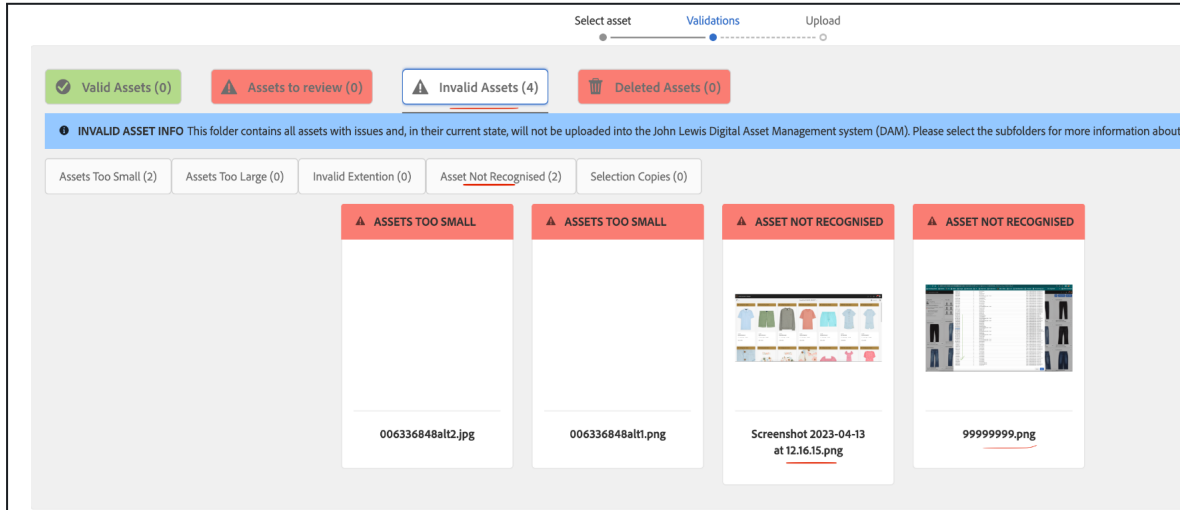 Select asset
Validations
Upload
Valid Assets (0)
Assets to review (0)
Invalid Assets (4)
Deleted Assets (0)
INVALID ASSET INFO This folder contains all assets with issues and, in their current state, will not be uploaded into the John Lewis Digital Asset Management system (DAM). Please select the subfolders for more information about
Assets Too Small (2)
Assets Too Large (0)
Invalid Extention (0)
Asset Not Recognised (2)
Selection Copies (0)
ASSETS TOO SMALL
ASSETS TOO SMALL
ASSET NOT RECOGNISED
ASSET NOT RECOGNISED
006336848alt2.jpg
006336848alt1.png
Screenshot 2023-04-13
at 12.16.15.png
99999999.png